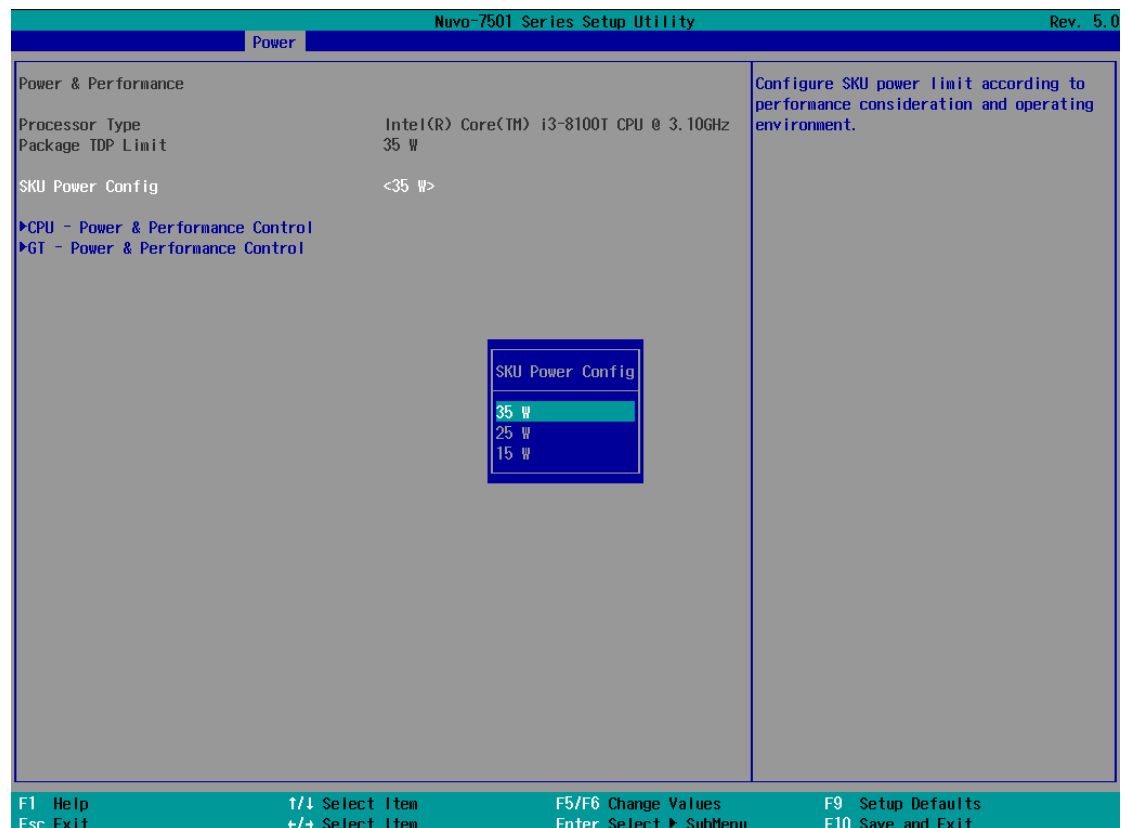 Nuvo-7501 Series Setup Utility Rev. 5.0
Power
Power & Performance
Processor Type Intel(R) Core(TM) i3-8100T CPU @ 3.10GHz
Package TDP Limit 35 W
SKU Power Config <35 W>
▶CPU - Power & Performance Control
▶GT - Power & Performance Control
Configure SKU power limit according to
performance consideration and operating
environment.
SKU Power Config
35 W
25 W
15 W
F1 Help ↑/↓ Select Item F5/F6 Change Values F9 Setup Defaults
Esc Exit ←/→ Select Item Enter Select ▶ SubMenu F10 Save and Exit